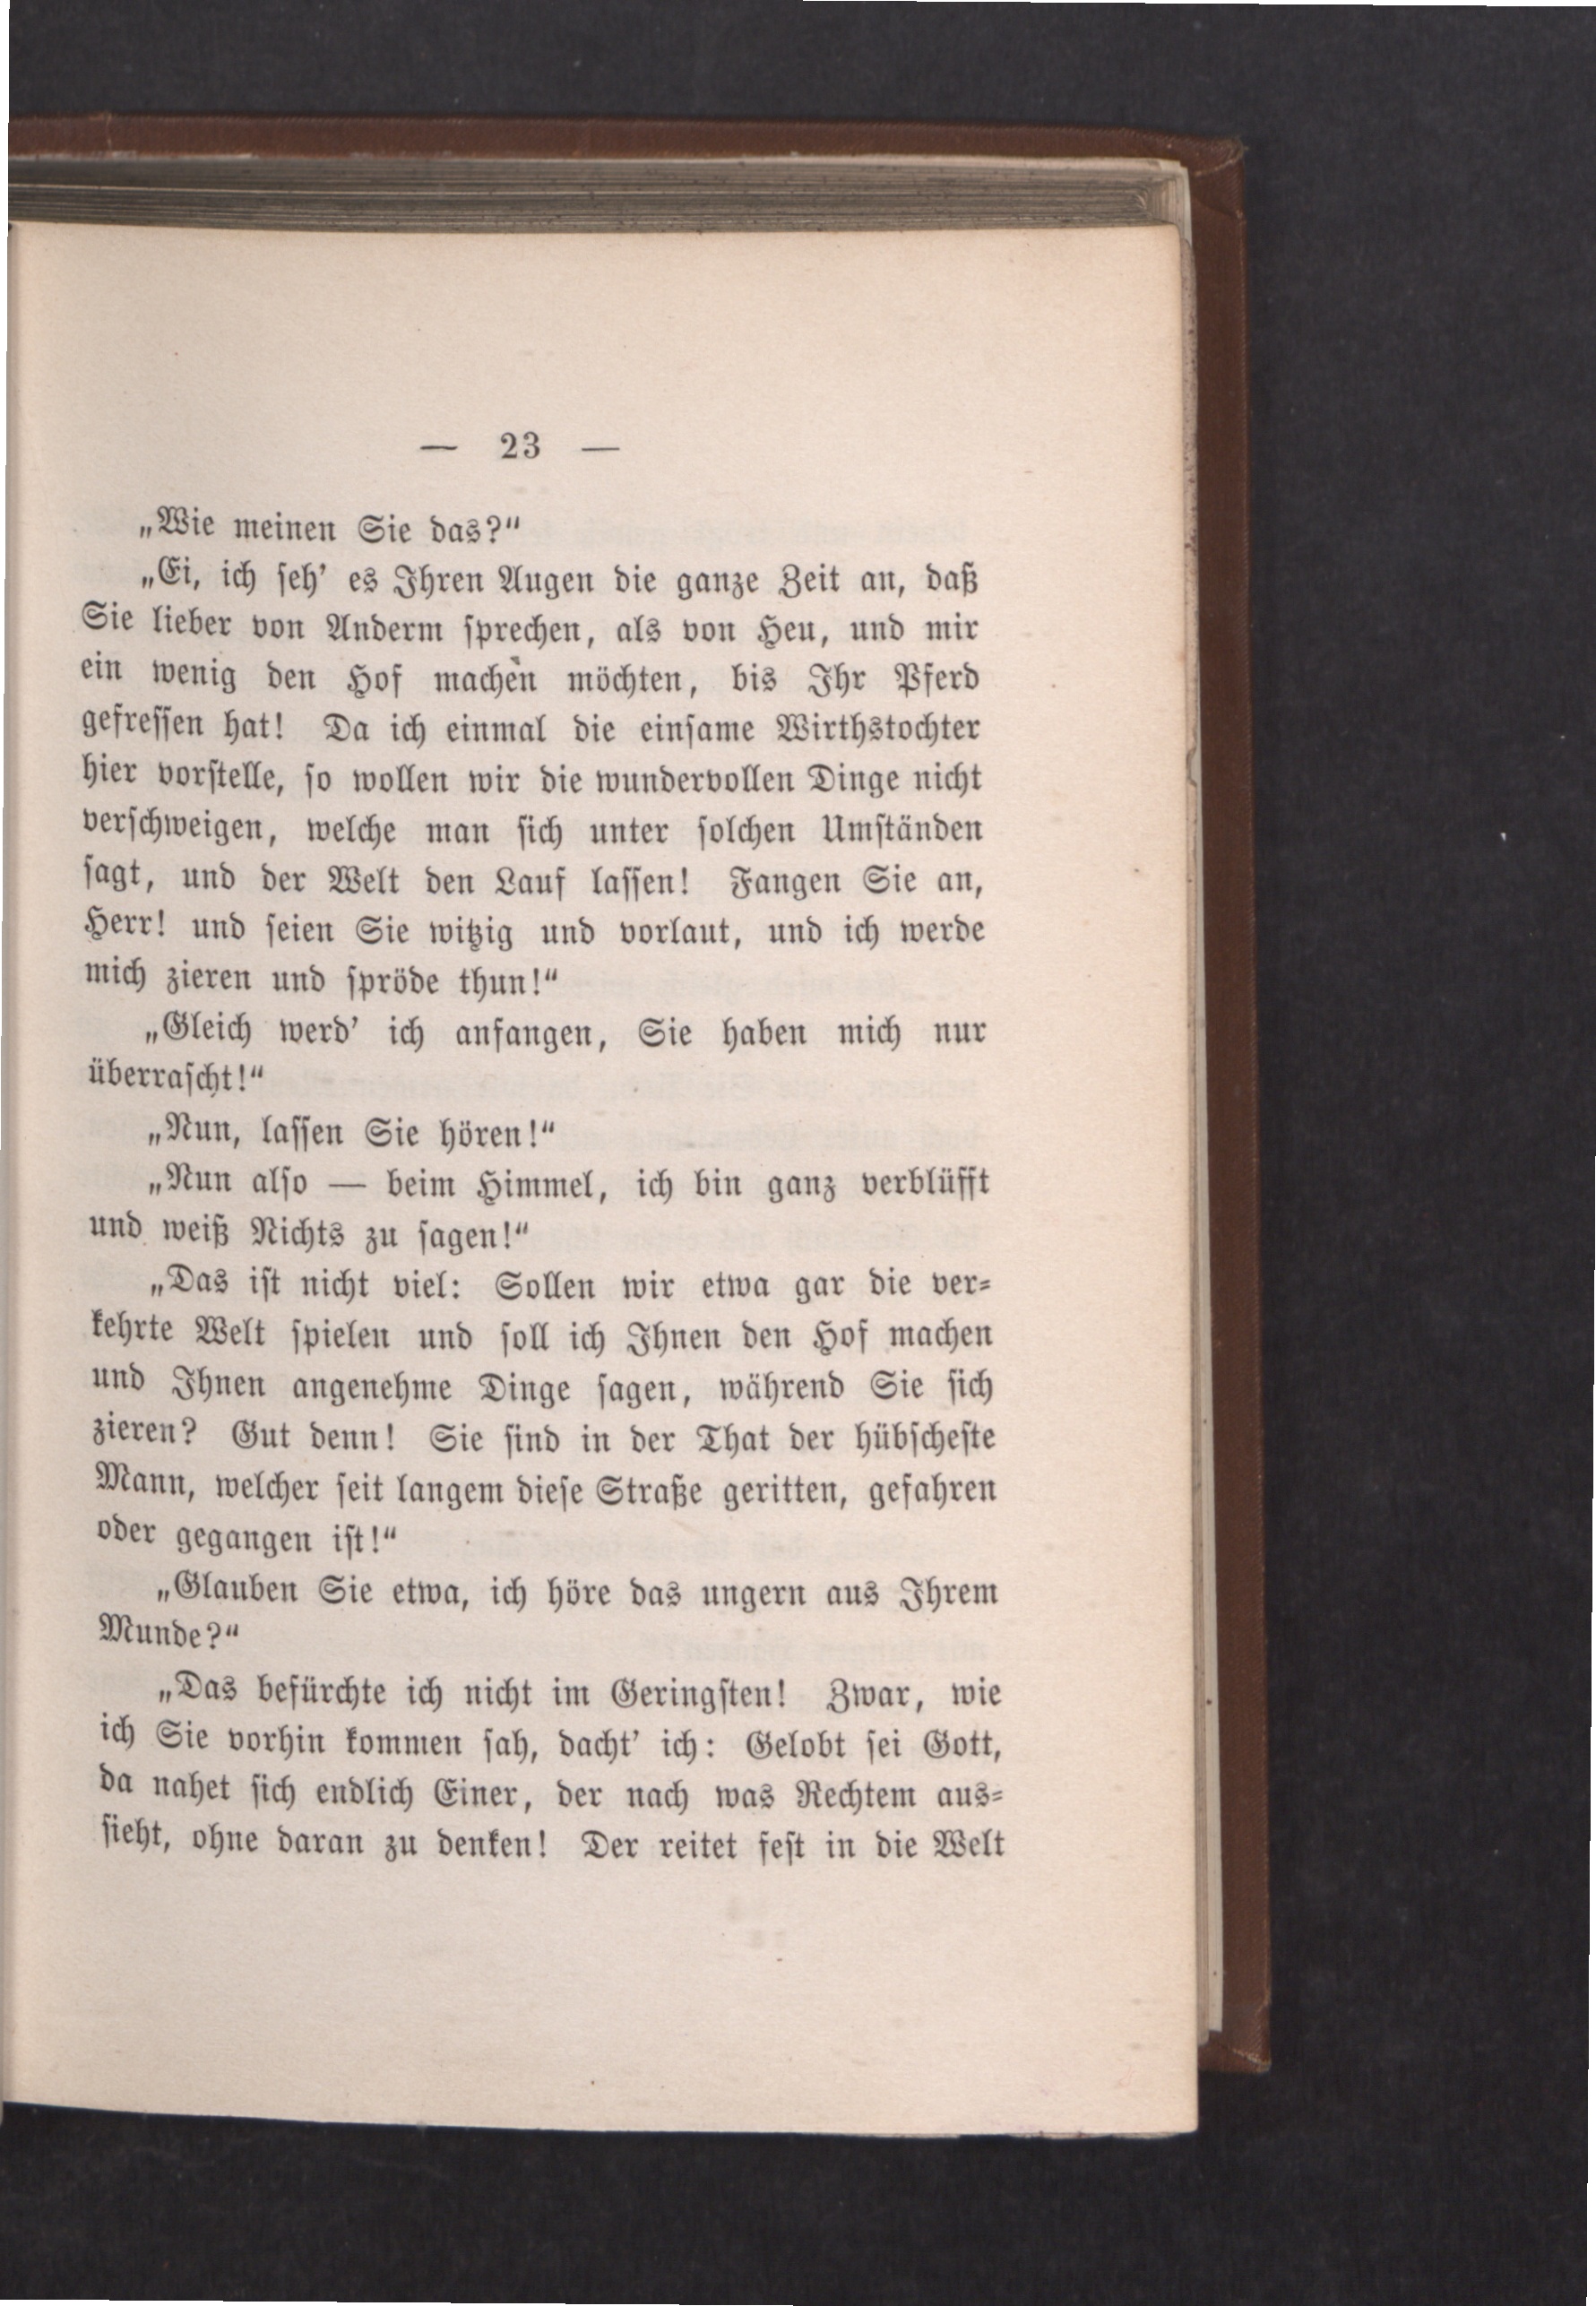 — 23 —
„Wie meinen Sie das?“
„Ei, ich seh’ es Ihren Augen die ganze Zeit an, daß
Sie lieber von Anderm sprechen, als von Heu, und mir
ein wenig den Hof machen möchten, bis Ihr Pferd
gefressen hat! Da ich einmal die einsame Wirthstochter
hier vorstelle, so wollen wir die wundervollen Dinge nicht
verschweigen, welche man sich unter solchen Umständen
sagt, und der Welt den Lauf lassen! Fangen Sie an,
Herr! und seien Sie witzig und vorlaut, und ich werde
mich zieren und spröde thun!“
„Gleich werd’ ich anfangen, Sie haben mich nur
überrascht!“
„Nun, lassen Sie hören!“
„Nun also — beim Himmel, ich bin ganz verblüfft
und weiß Nichts zu sagen!“
„Das ist nicht viel: Sollen wir etwa gar die ver-
kehrte Welt spielen und soll ich Ihnen den Hof machen
und Ihnen angenehme Dinge sagen, während Sie sich
zieren? Gut denn! Sie sind in der That der hübscheste
Mann, welcher seit langem diese Straße geritten, gefahren
oder gegangen ist!“
„Glauben Sie etwa, ich höre das ungern aus Ihrem
Munde?“
„Das befürchte ich nicht im Geringsten! Zwar, wie
ich Sie vorhin kommen sah, dacht’ ich: Gelobt sei Gott,
da nahet sich endlich Einer, der nach was Rechtem aus-
sieht, ohne daran zu denken! Der reitet fest in die Welt